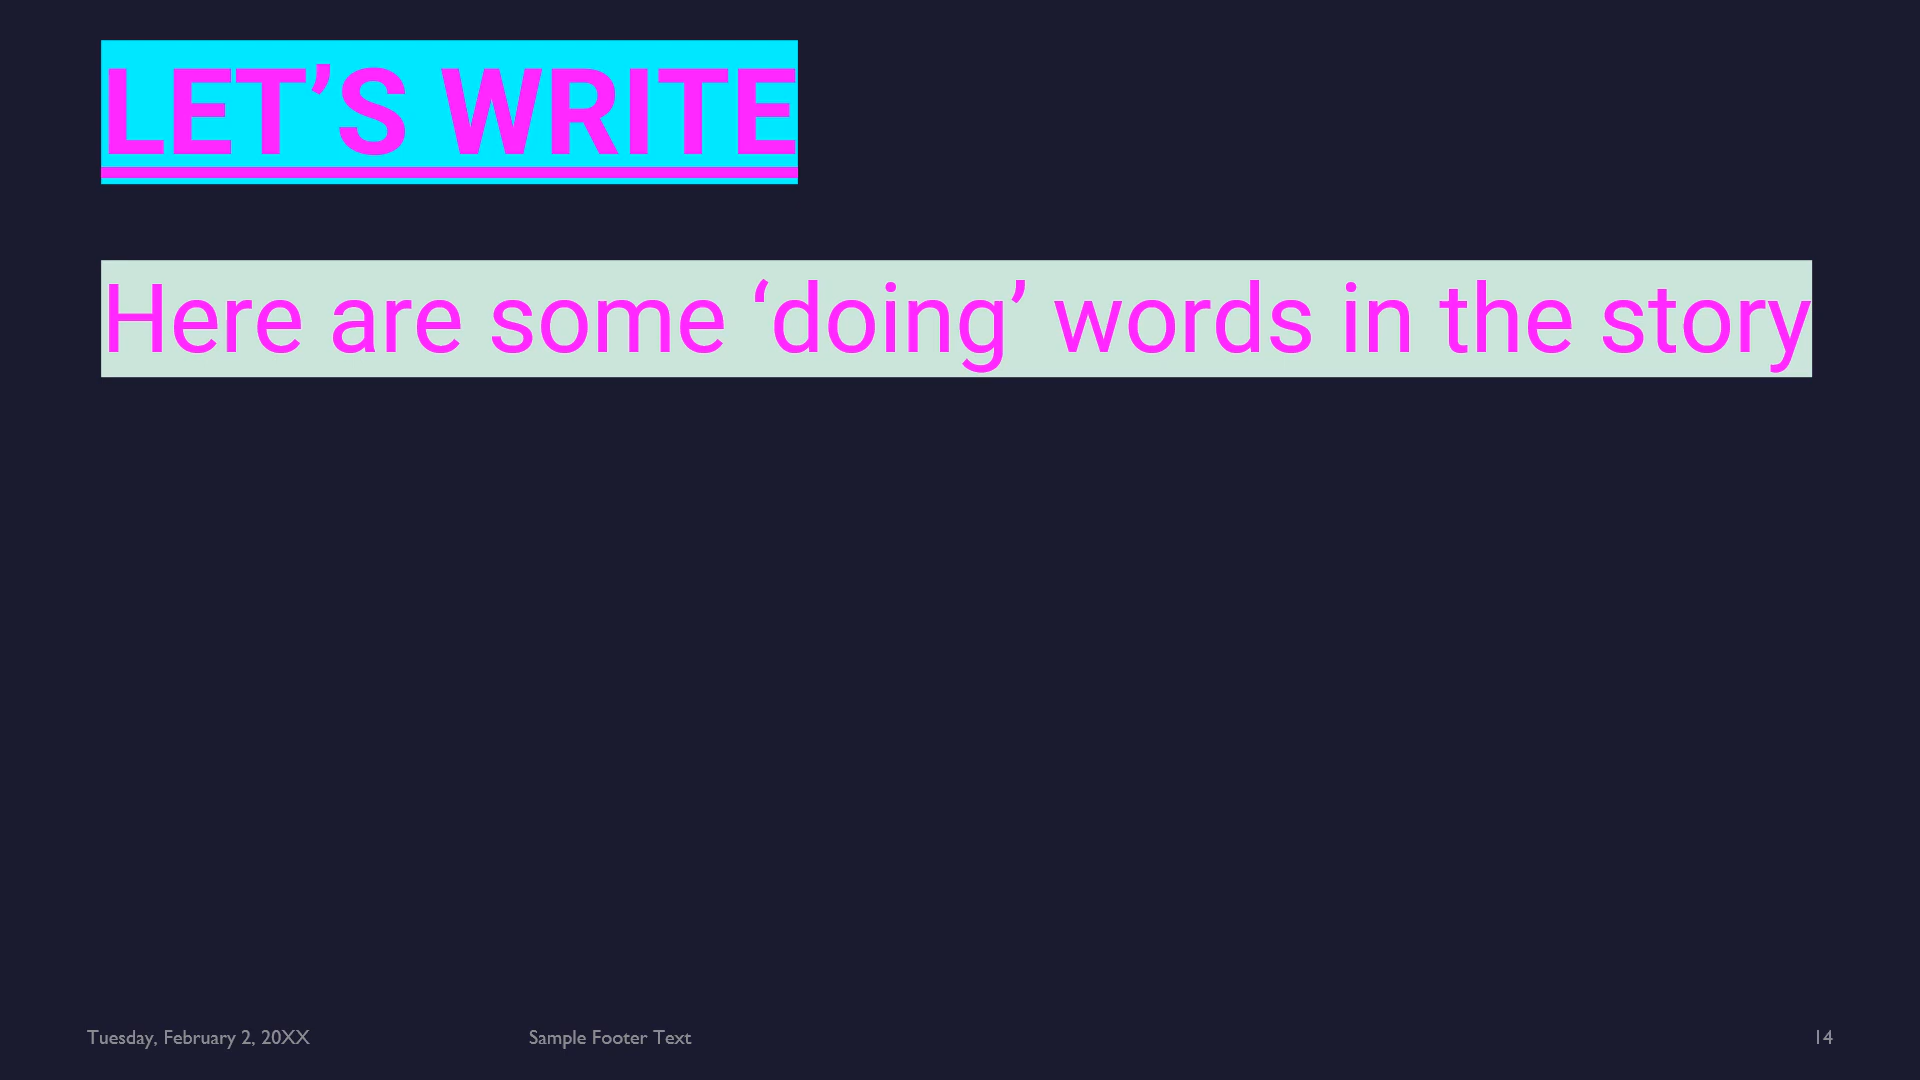 LET’S WRITE
Here are some ‘doing’ words in the story
Tuesday, February 2, 20XX
Sample Footer Text
14